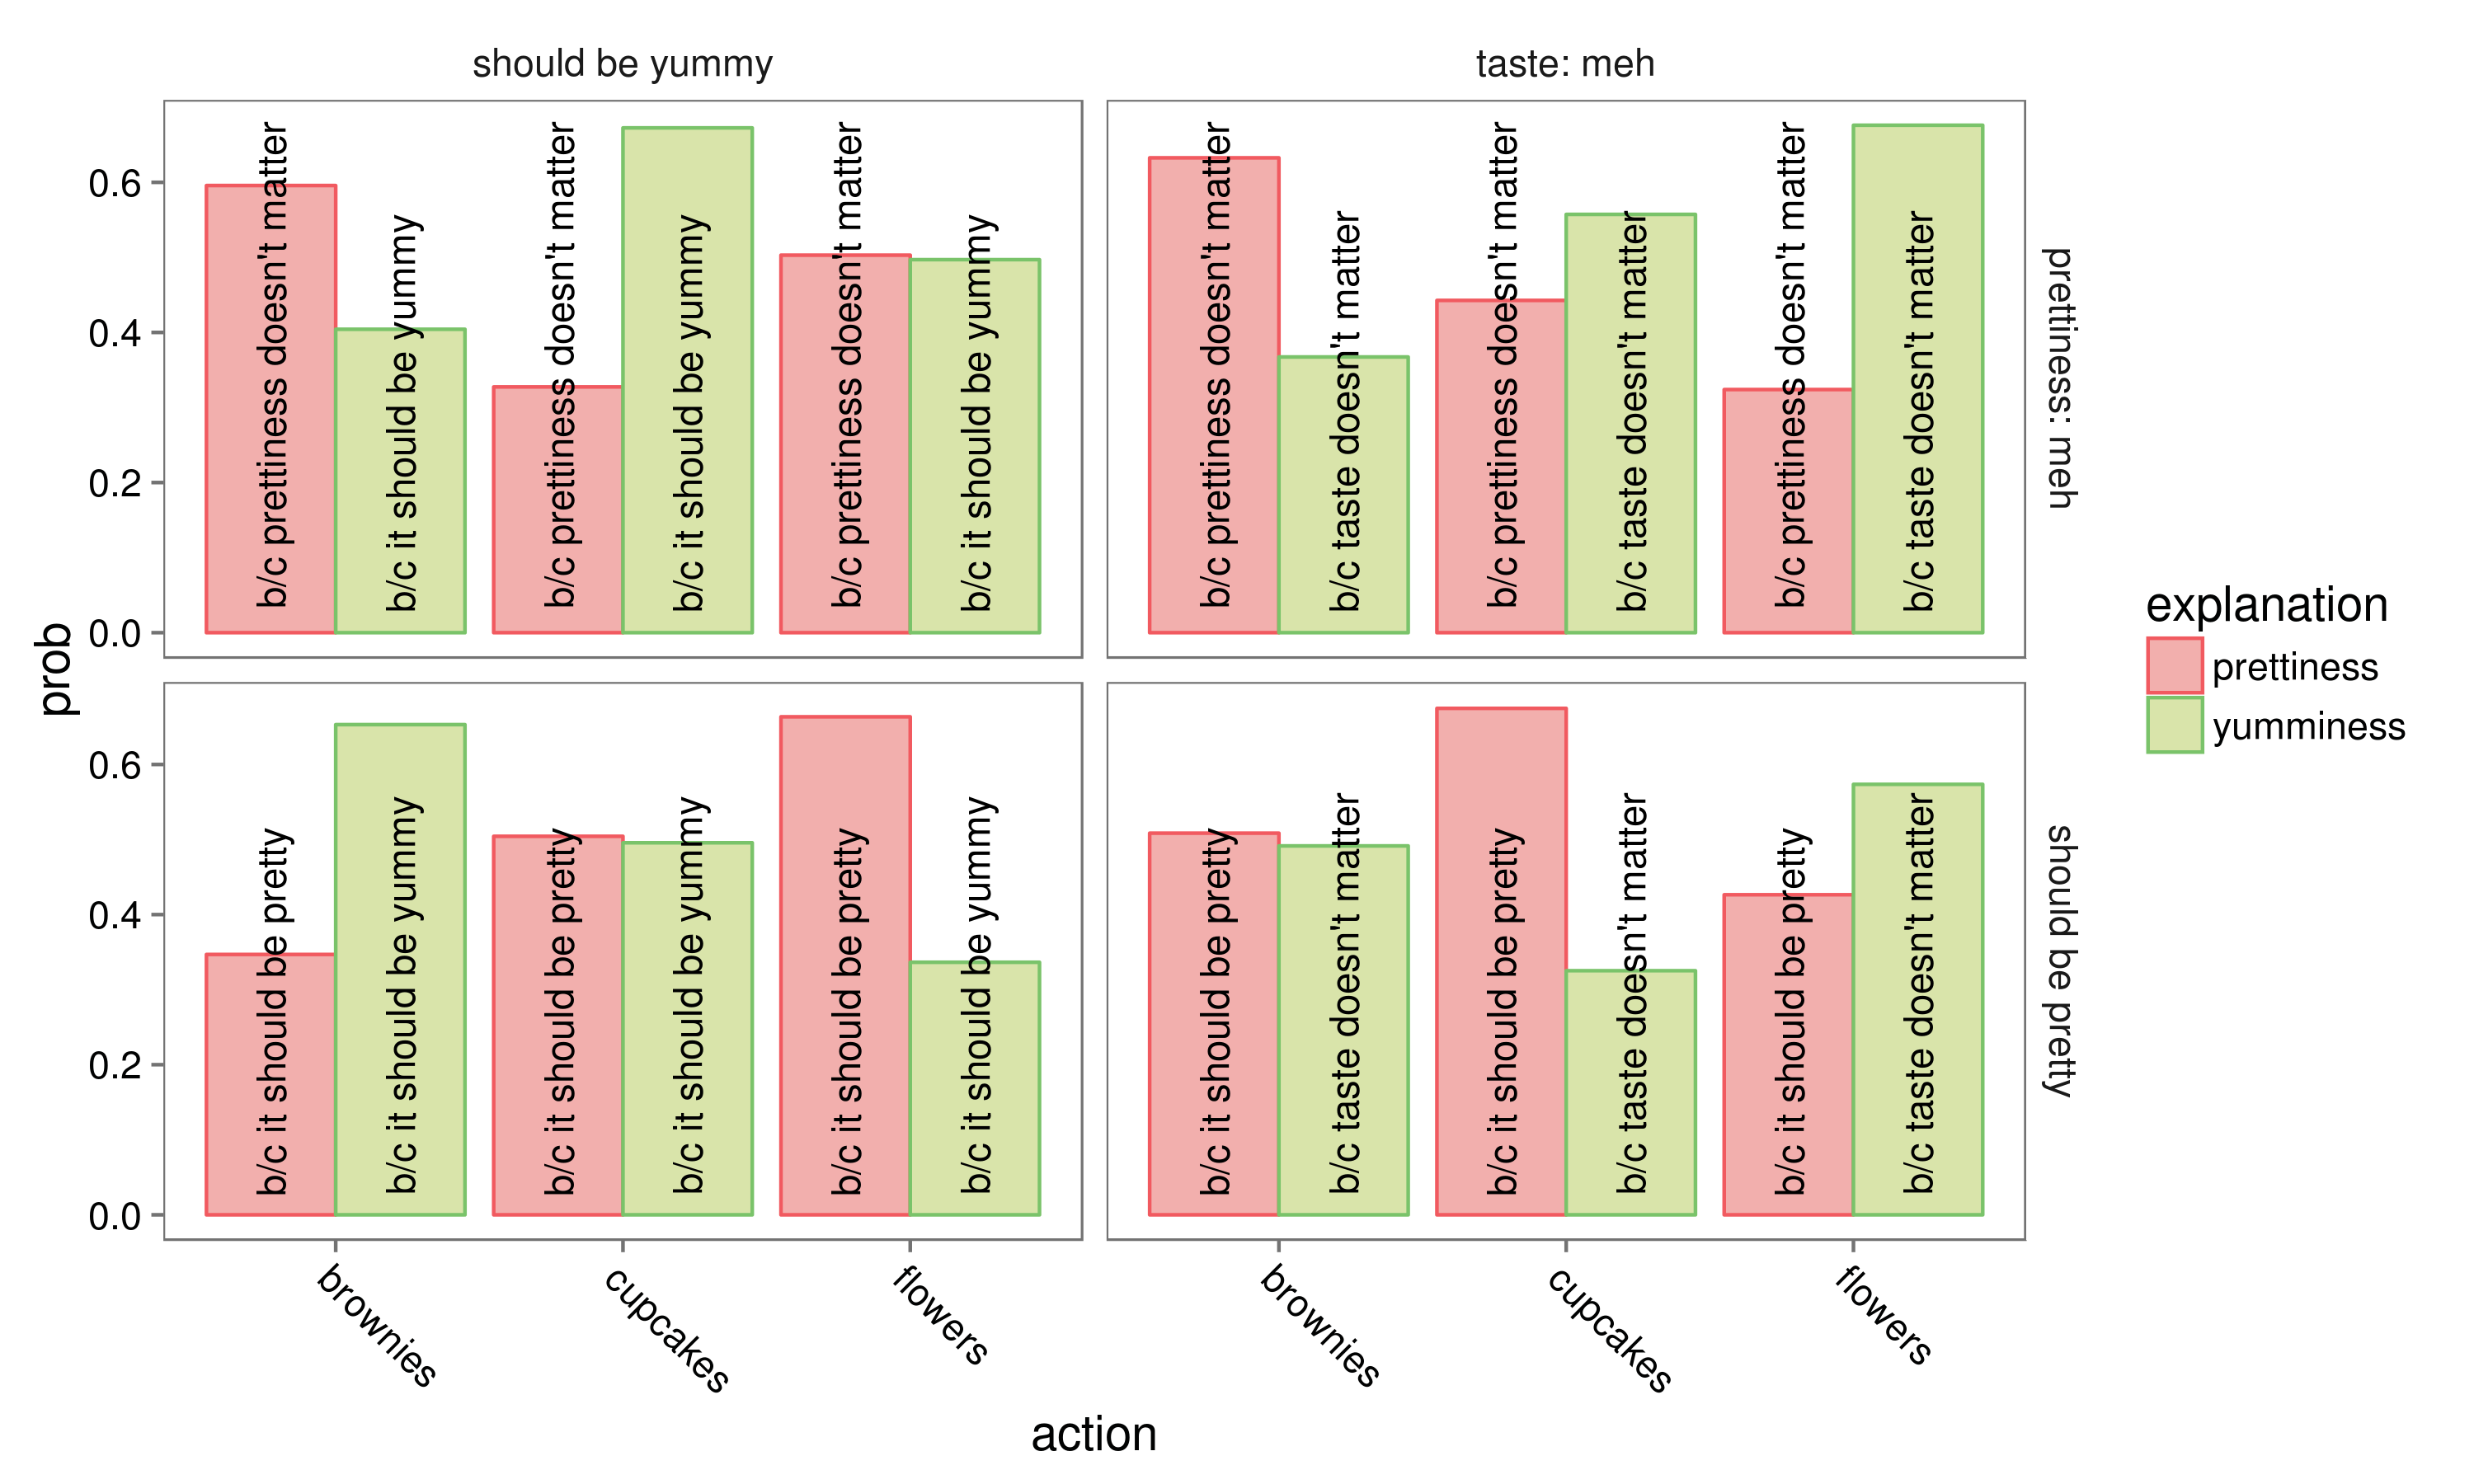 should be yummy
taste: meh
prob
0.6
0.4
0.2
0.0
b/c prettiness doesn't matter
b/c it should be yummy
b/c prettiness doesn't matter
b/c it should be yummy
b/c prettiness doesn't matter
b/c it should be yummy
b/c prettiness doesn't matter
b/c taste doesn't matter
b/c prettiness doesn't matter
b/c taste doesn't matter
b/c prettiness doesn't matter
b/c taste doesn't matter
prettiness: meh
0.6
0.4
0.2
0.0
b/c it should be pretty
b/c it should be yummy
b/c it should be pretty
b/c it should be yummy
b/c it should be pretty
b/c it should be yummy
b/c it should be pretty
b/c taste doesn't matter
b/c it should be pretty
b/c taste doesn't matter
b/c it should be pretty
b/c taste doesn't matter
should be pretty
brownies
cupcakes
flowers
brownies
cupcakes
flowers
action
explanation
prettiness
yumminess